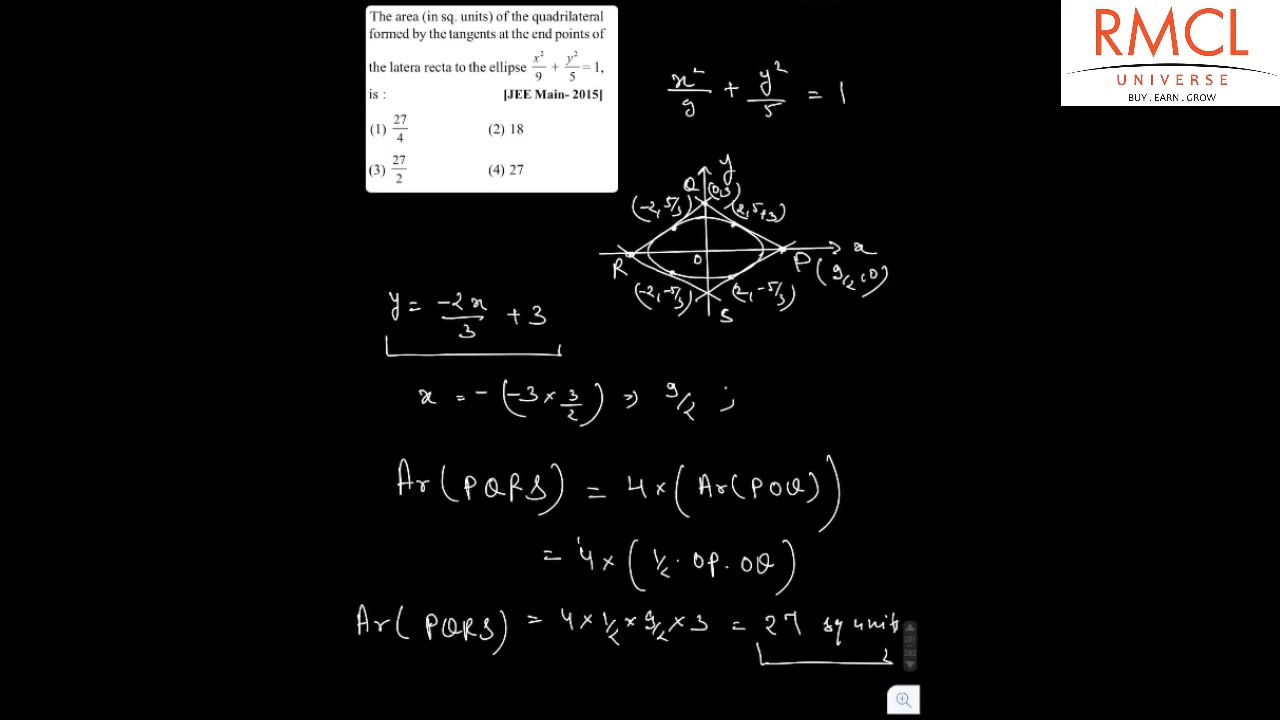 The area (in sq. units) of the quadrilateral
formed by the tangents at the end points of
the latera recta to the ellipse x²/9 + y²/5 = 1,
is : [JEE Main- 2015]
(1) 27/4 (2) 18
(3) 27/2 (4) 27
RMCL
UNIVERSE
BUY . EARN . GROW
x²/9 + y²/5 = 1
y
Q (0,3)
(-2, 5/3) (2, 5/3)
R O P x
(9/2, 0)
(-2, -5/3) (2, -5/3)
S
y = -2x/3 + 3
x = -(-3 × 3/2) ⇒ 9/2 ;
Ar(PQRS) = 4 × (Ar(POQ))
= 4 × (1/2 · OP · OQ)
Ar(PQRS) = 4 × 1/2 × 9/2 × 3 = 27 sq units